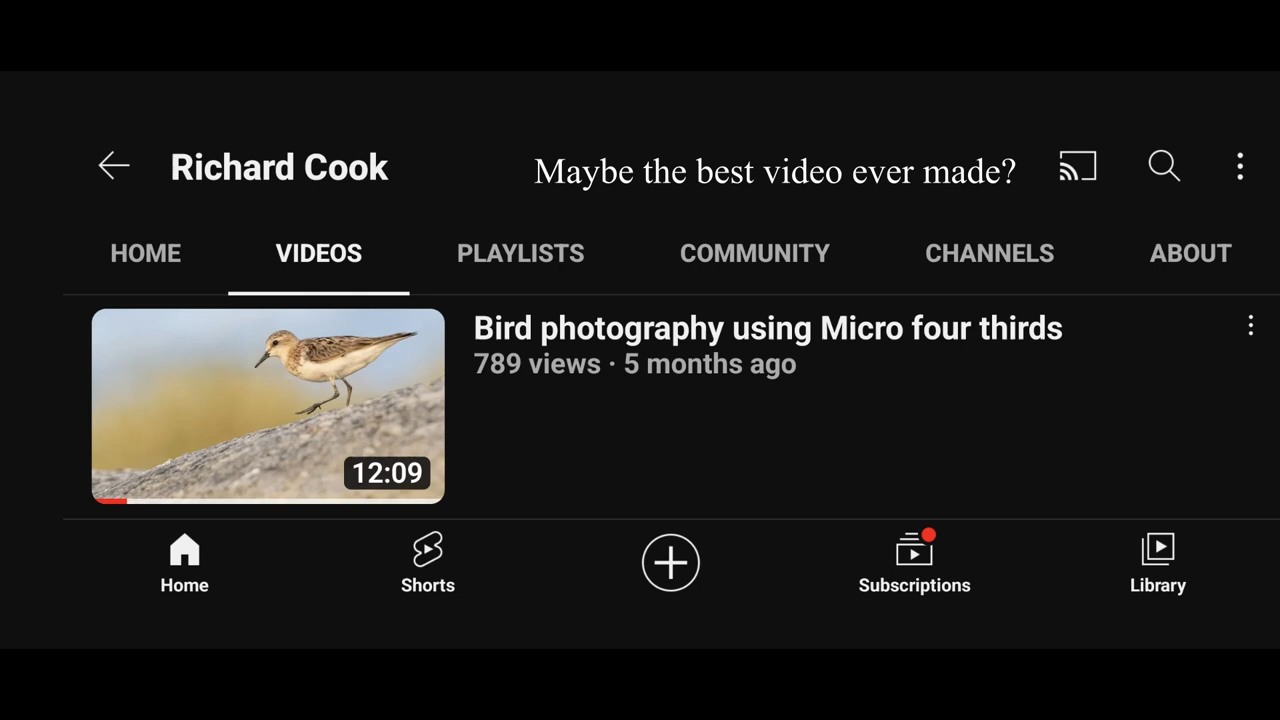 Richard Cook
Maybe the best video ever made?
HOME VIDEOS PLAYLISTS COMMUNITY CHANNELS ABOUT
Bird photography using Micro four thirds
789 views · 5 months ago
12:09
Home Shorts Subscriptions Library